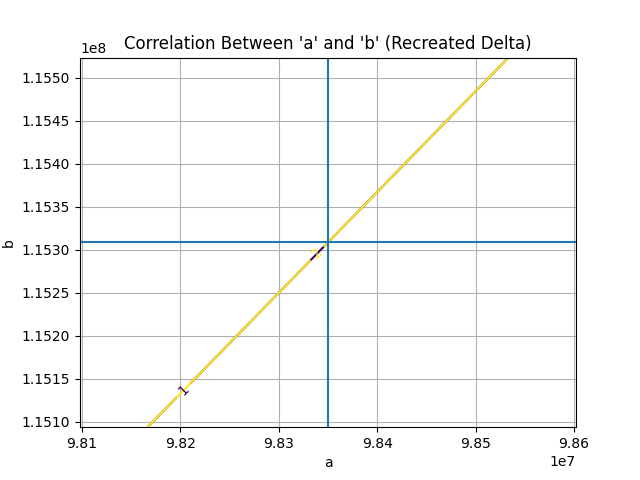 Correlation Between 'a' and 'b' (Recreated Delta)
1e8
1.1550
1.1545
1.1540
1.1535
1.1530
1.1525
1.1520
1.1515
1.1510
b
1
9.81 9.82 9.83 9.84 9.85 9.86
a
1e7